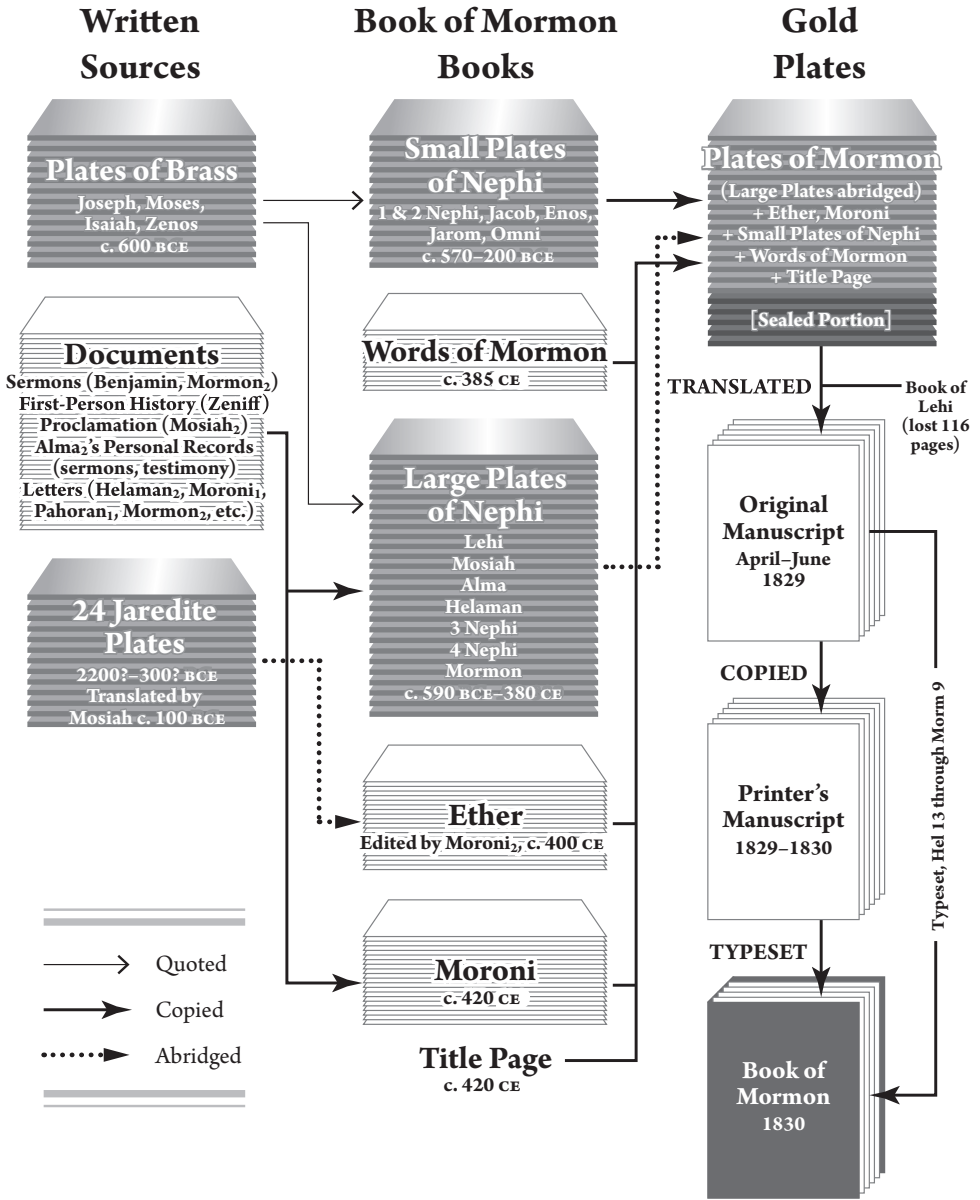 Written
Sources
Plates of Brass
Joseph, Moses,
Isaiah, Zenos
c. 600 BCE
Documents
Sermons (Benjamin, Mormon₂)
First-Person History (Zeniff)
Proclamation (Mosiah₂)
Alma₂’s Personal Records
(sermons, testimony)
Letters (Helaman₂, Moroni₁,
Pahoran₁, Mormon₂, etc.)
24 Jaredite
Plates
2200?–300? BCE
Translated by
Mosiah c. 100 BCE
Quoted
Copied
Abridged
Book of Mormon
Books
Small Plates
of Nephi
1 & 2 Nephi, Jacob, Enos,
Jarom, Omni
c. 570–200 BCE
Words of Mormon
c. 385 CE
Large Plates
of Nephi
Lehi
Mosiah
Alma
Helaman
3 Nephi
4 Nephi
Mormon
c. 590 BCE–380 CE
Ether
Edited by Moroni₂, c. 400 CE
Moroni
c. 420 CE
Title Page
c. 420 CE
Gold
Plates
Plates of Mormon
(Large Plates abridged)
+ Ether, Moroni
+ Small Plates of Nephi
+ Words of Mormon
+ Title Page
[Sealed Portion]
TRANSLATED
Book of
Lehi
(lost 116
pages)
Original
Manuscript
April–June
1829
COPIED
Printer’s
Manuscript
1829–1830
Typeset, Hel 13 through Morm 9
TYPESET
Book of
Mormon
1830